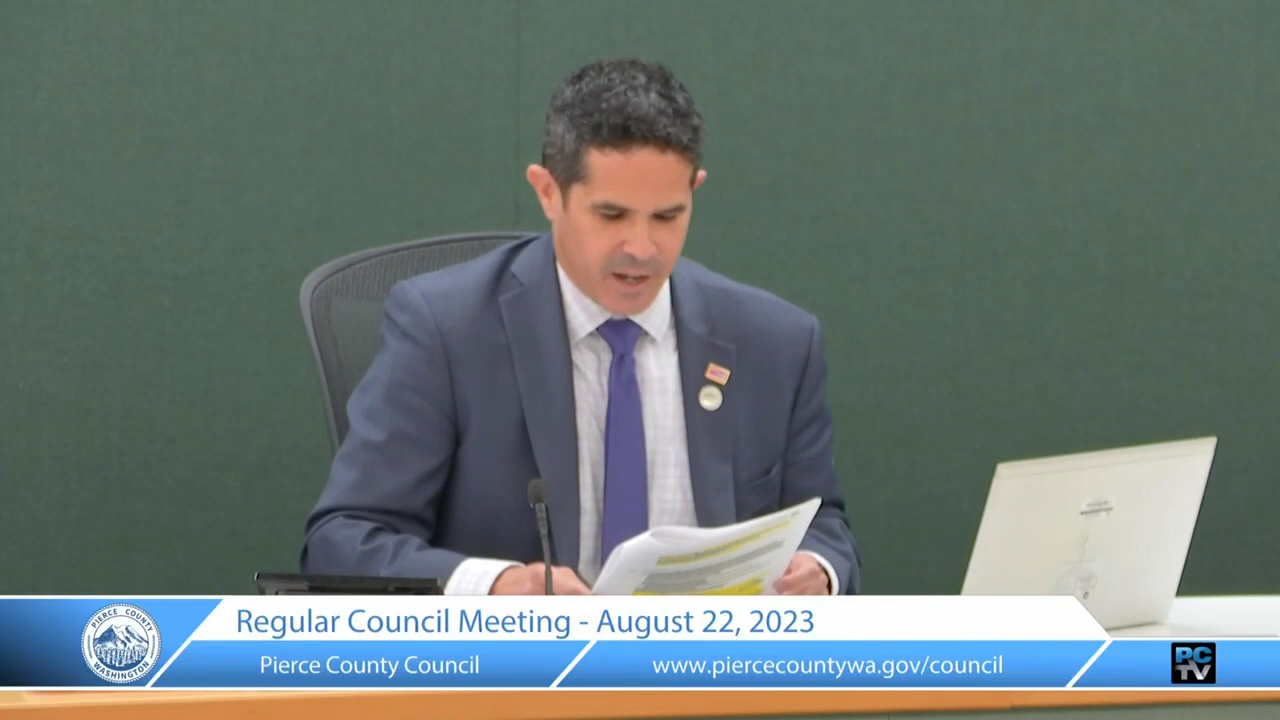 Regular Council Meeting - August 22, 2023
Pierce County Council
www.piercecountywa.gov/council
PIERCE COUNTY
WASHINGTON
PC
TV